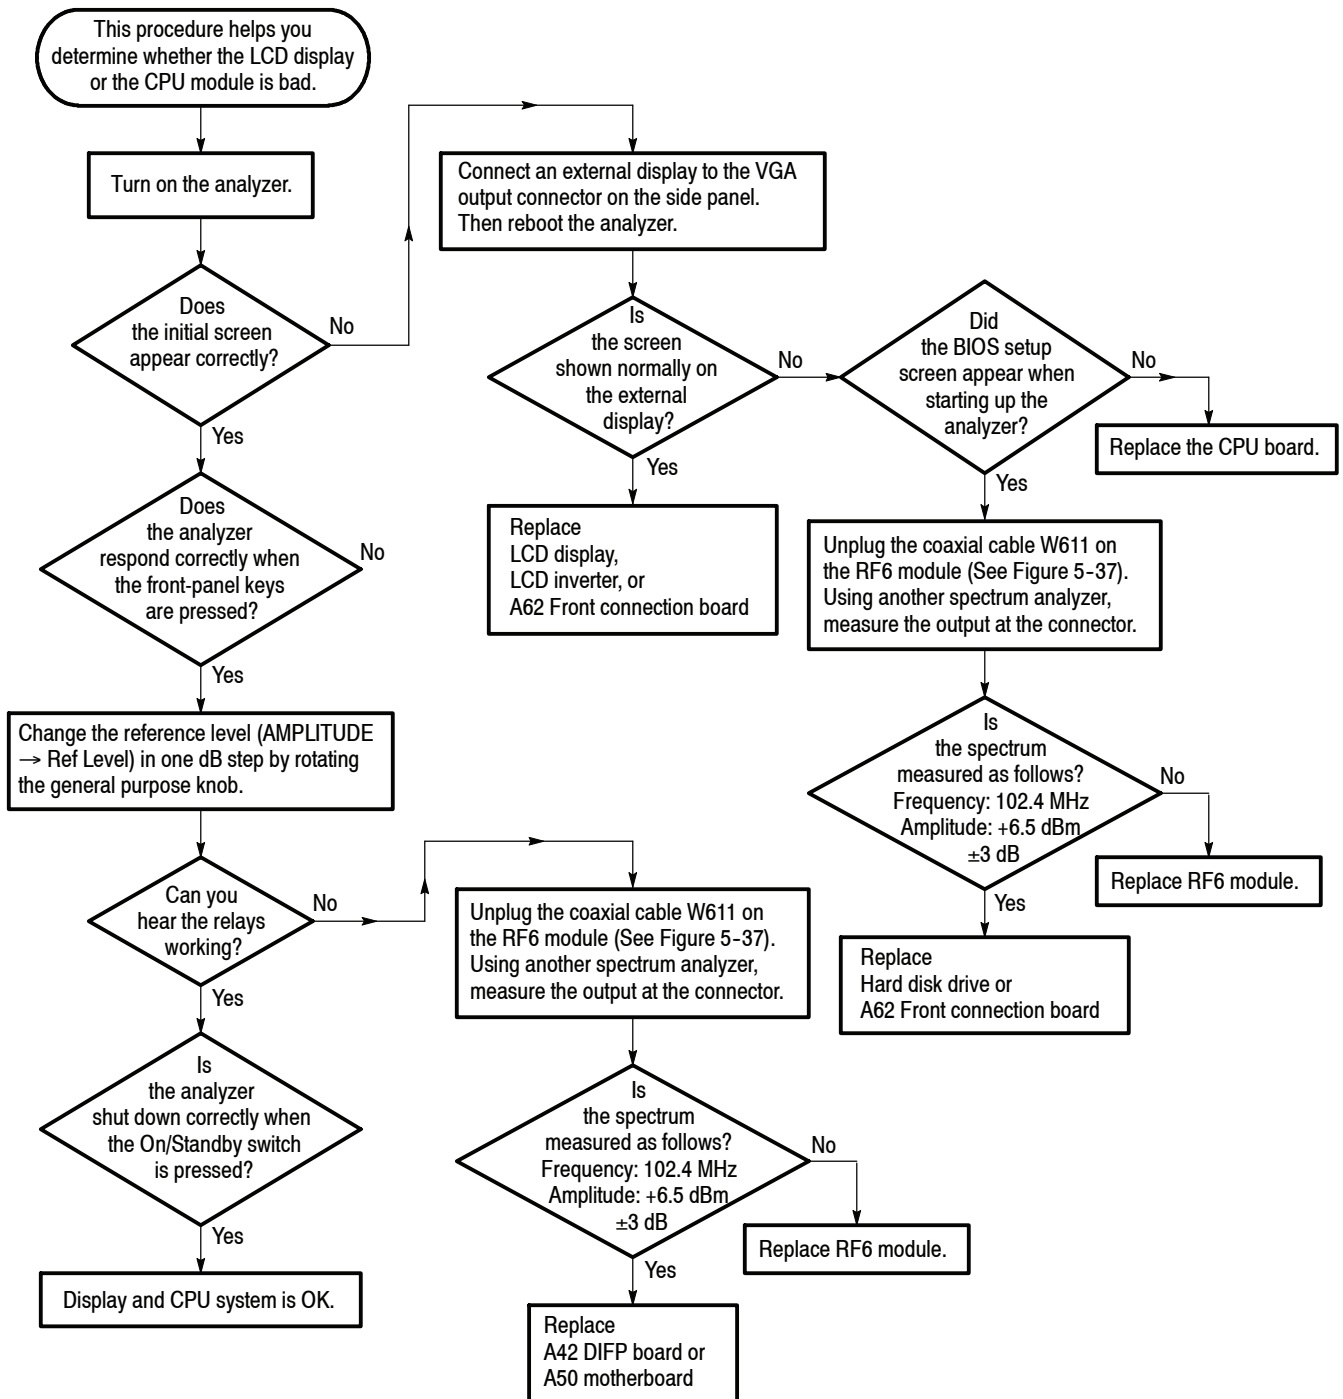 This procedure helps you
determine whether the LCD display
or the CPU module is bad.
Turn on the analyzer.
Does
the initial screen
appear correctly?
No
Yes
Does
the analyzer
respond correctly when
the front-panel keys
are pressed?
No
Yes
Change the reference level (AMPLITUDE
→ Ref Level) in one dB step by rotating
the general purpose knob.
Can you
hear the relays
working?
No
Yes
Is
the analyzer
shut down correctly when
the On/Standby switch
is pressed?
Yes
Display and CPU system is OK.
Connect an external display to the VGA
output connector on the side panel.
Then reboot the analyzer.
Is
the screen
shown normally on
the external
display?
No
Yes
Replace
LCD display,
LCD inverter, or
A62 Front connection board
Did
the BIOS setup
screen appear when
starting up the
analyzer?
No
Replace the CPU board.
Yes
Unplug the coaxial cable W611 on
the RF6 module (See Figure 5-37).
Using another spectrum analyzer,
measure the output at the connector.
Is
the spectrum
measured as follows?
Frequency: 102.4 MHz
Amplitude: +6.5 dBm
±3 dB
No
Replace RF6 module.
Yes
Replace
Hard disk drive or
A62 Front connection board
Unplug the coaxial cable W611 on
the RF6 module (See Figure 5-37).
Using another spectrum analyzer,
measure the output at the connector.
Is
the spectrum
measured as follows?
Frequency: 102.4 MHz
Amplitude: +6.5 dBm
±3 dB
No
Replace RF6 module.
Yes
Replace
A42 DIFP board or
A50 motherboard